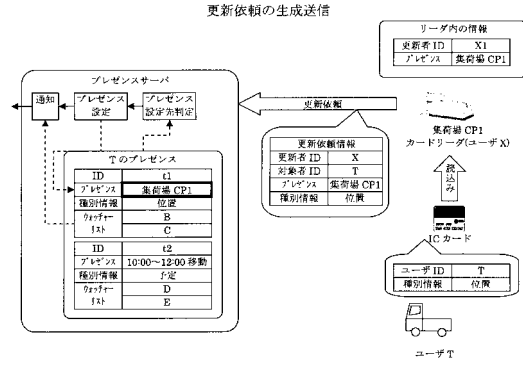 更新依頼の生成送信
リーダ内の情報
更新者ID X1
プレゼンス 集荷場CP1
プレゼンスサーバ
通知
プレゼンス設定
プレゼンス設定先判定
更新依頼
集荷場CP1
カードリーダ(ユーザX)
更新依頼情報
更新者ID X
対象者ID T
プレゼンス 集荷場CP1
種別情報 位置
読込み
ICカード
Tのプレゼンス
ID t1
プレゼンス 集荷場CP1
種別情報 位置
ウォッチャー B
リスト C
ID t2
プレゼンス 10:00～12:00 移動
種別情報 予定
ウォッチャー D
リスト E
ユーザID T
種別情報 位置
ユーザT